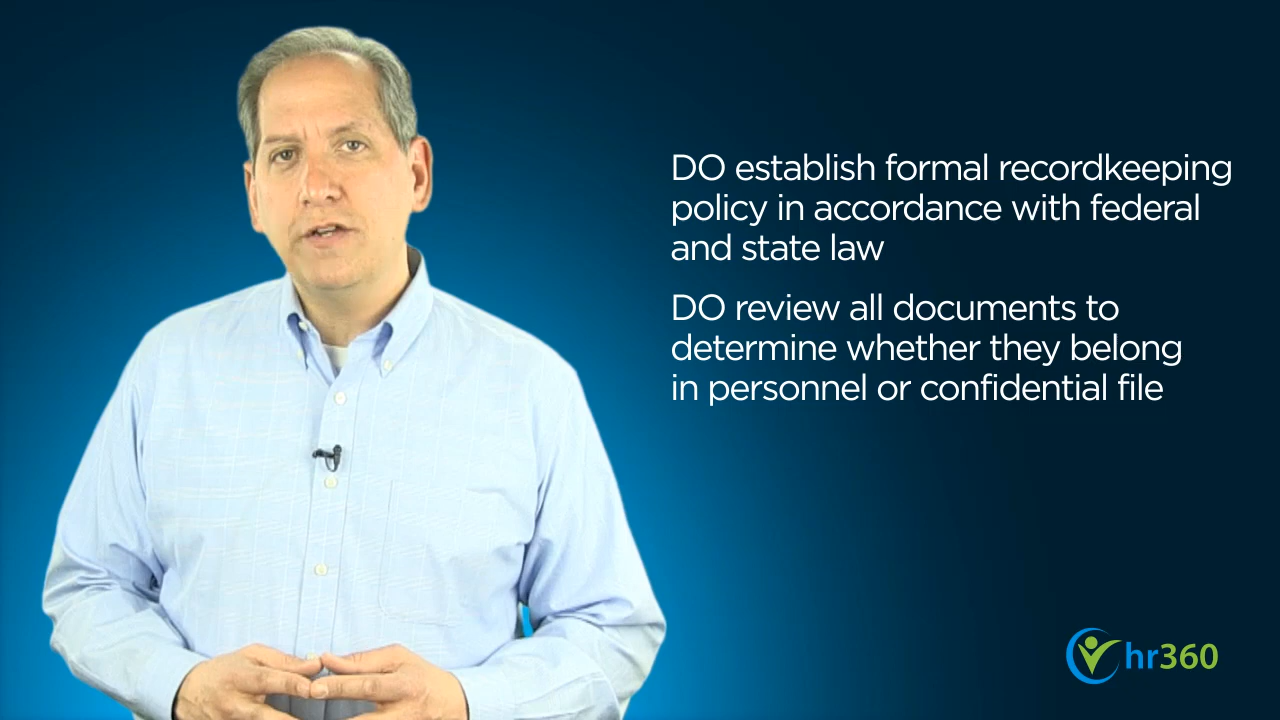 DO establish formal recordkeeping
policy in accordance with federal
and state law
DO review all documents to
determine whether they belong
in personnel or confidential file
hr360